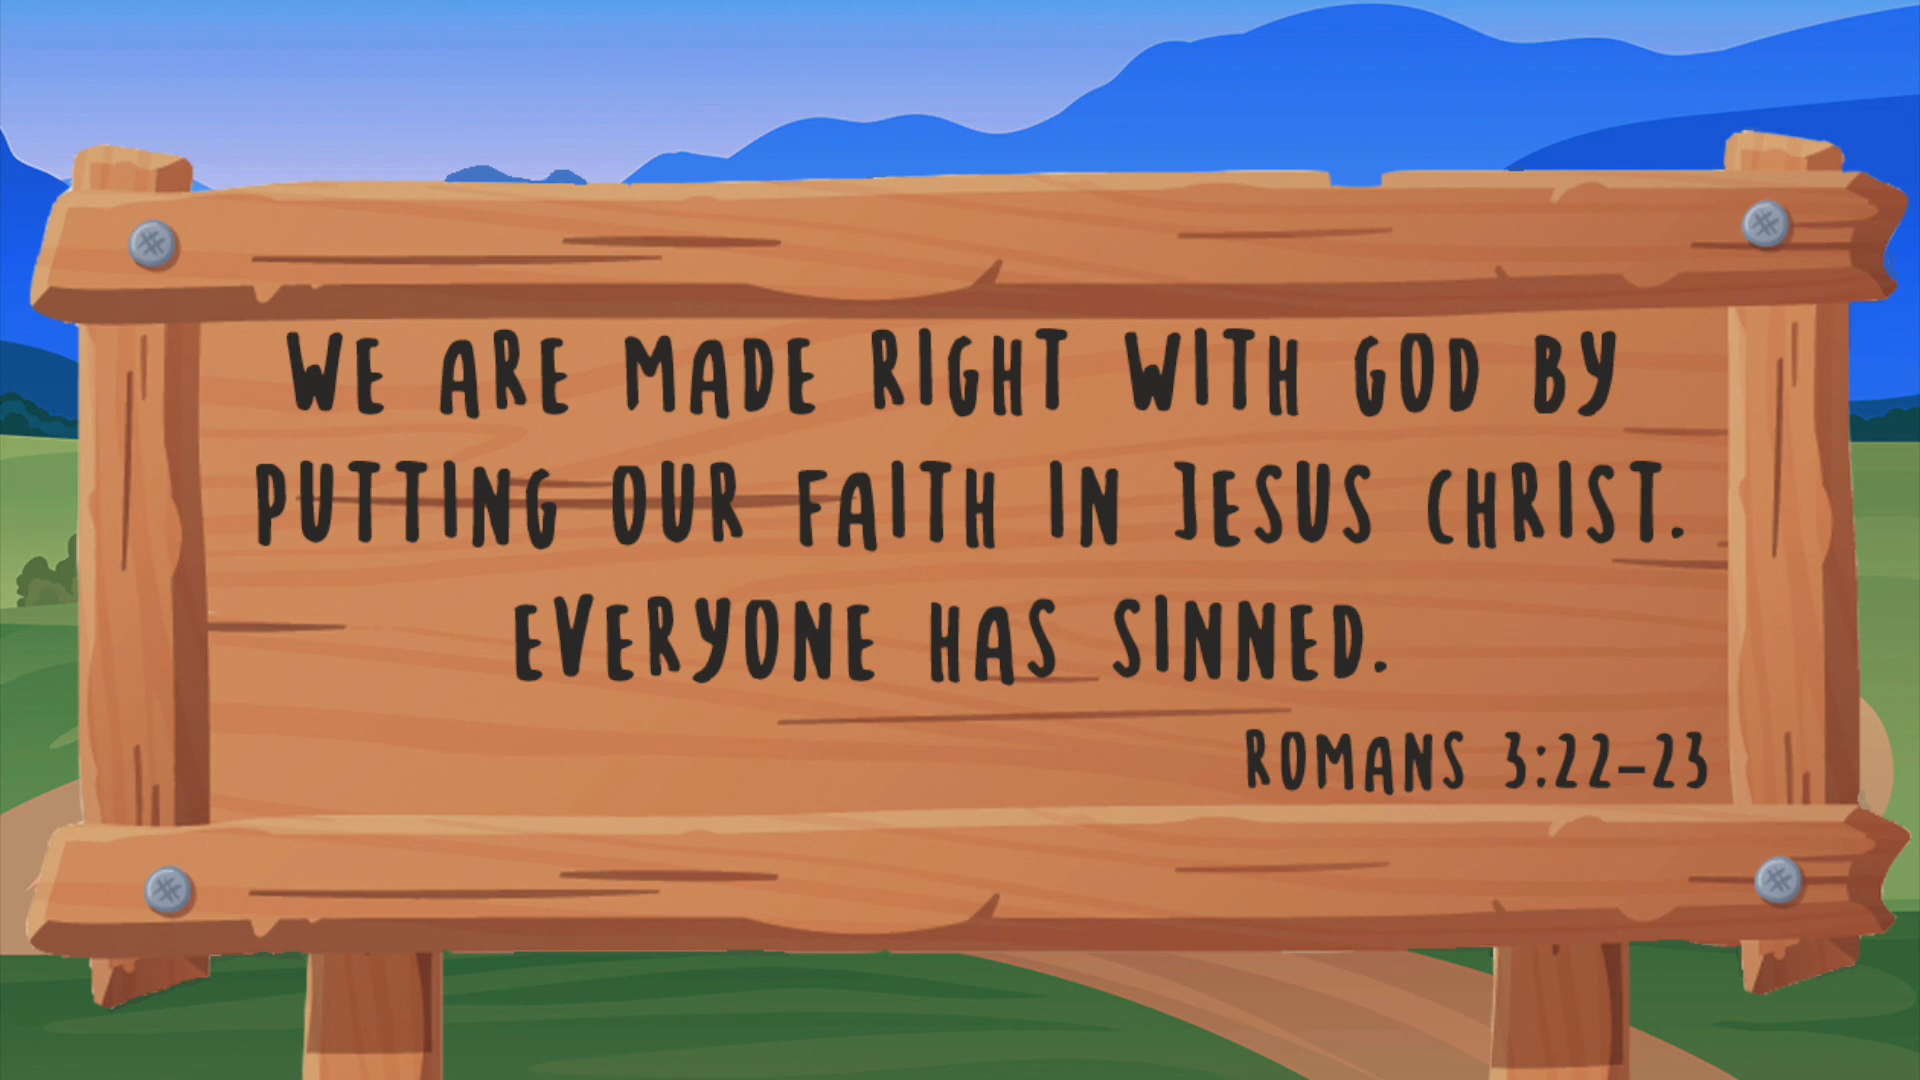 WE ARE MADE RIGHT WITH GOD BY
PUTTING OUR FAITH IN JESUS CHRIST.
EVERYONE HAS SINNED.
ROMANS 3:22-23